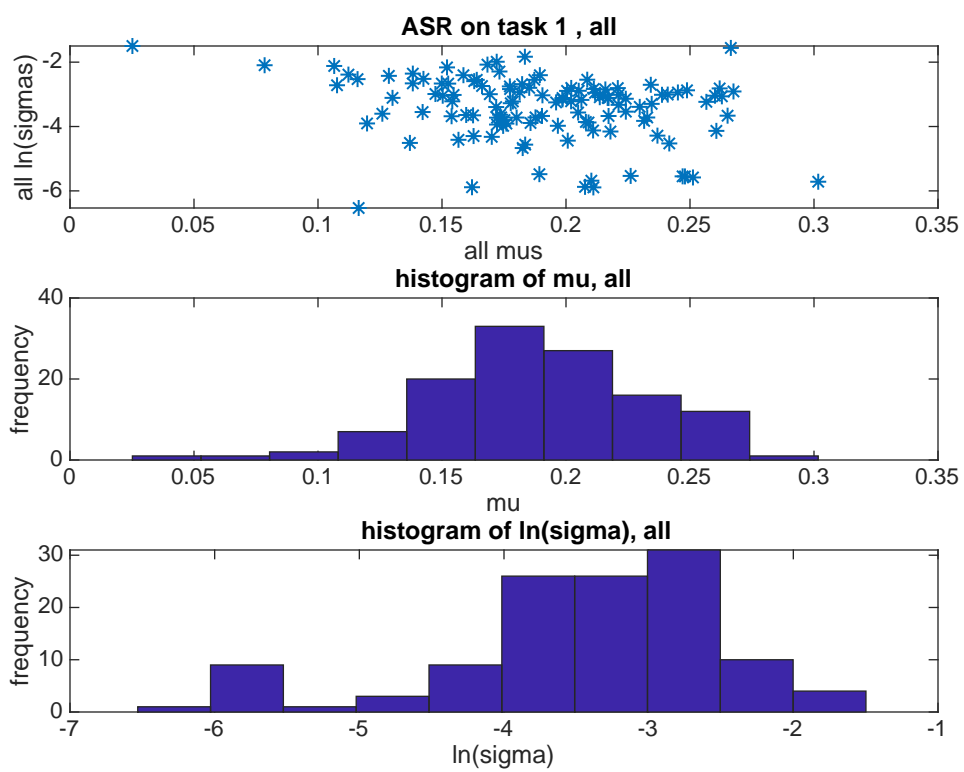 ASR on task 1 , all
-2
-4
-6
all ln(sigmas)
0 0.05 0.1 0.15 0.2 0.25 0.3 0.35
all mus
histogram of mu, all
40
20
0
frequency
0 0.05 0.1 0.15 0.2 0.25 0.3 0.35
mu
histogram of ln(sigma), all
30
20
10
0
frequency
-7 -6 -5 -4 -3 -2 -1
ln(sigma)